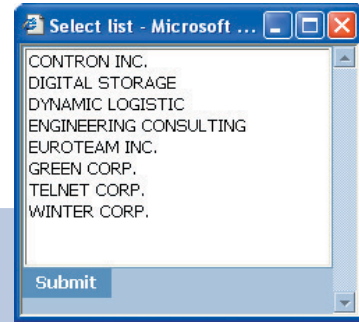 Select list - Microsoft ...
CONTRON INC.
DIGITAL STORAGE
DYNAMIC LOGISTIC
ENGINEERING CONSULTING
EUROTEAM INC.
GREEN CORP.
TELNET CORP.
WINTER CORP.
Submit